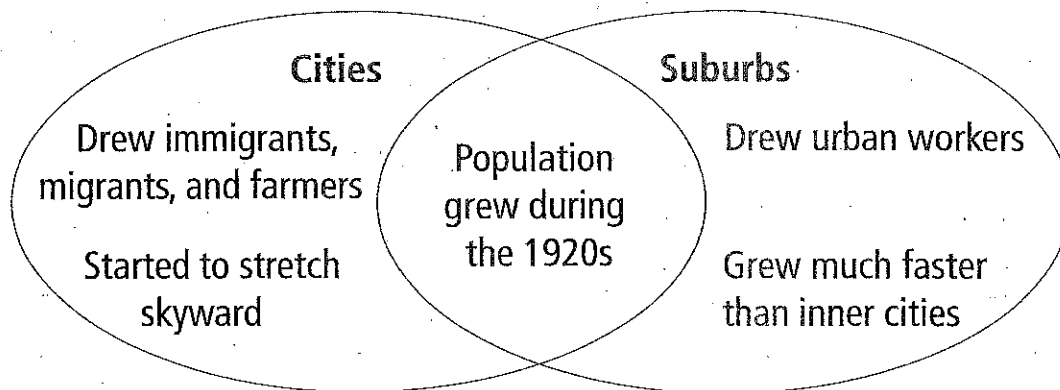 Cities
Drew immigrants,
migrants, and farmers
Started to stretch
skyward
Population
grew during
the 1920s
Suburbs
Drew urban workers
Grew much faster
than inner cities